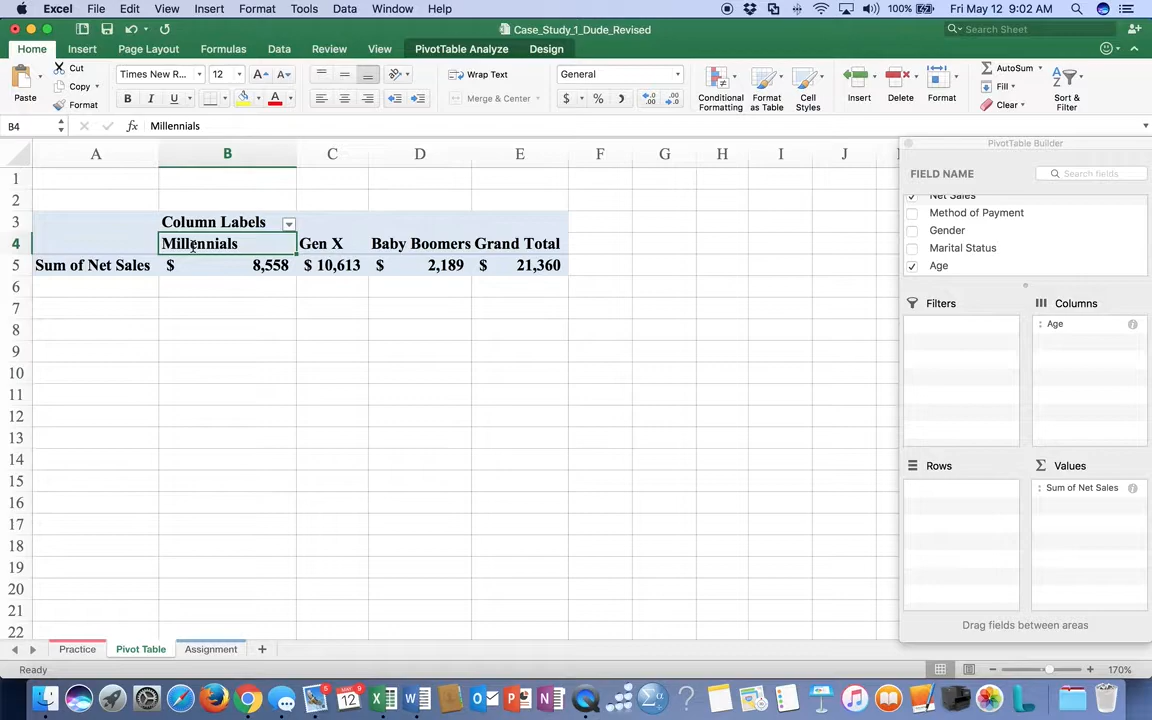 Excel File Edit View Insert Format Tools Data Window Help 100% Fri May 12 9:02 AM
Case_Study_1_Dude_Revised Search Sheet
Home Insert Page Layout Formulas Data Review View PivotTable Analyze Design
Paste Cut Copy Format
Times New R... 12 A A
B I U A
Wrap Text
Merge & Center
General
$ % )
Conditional Formatting
Format as Table
Cell Styles
Insert Delete Format
AutoSum
Fill
Clear
Sort & Filter
B4 fx Millennials
A B C D E F G H I J
1
2
3 Column Labels
4 Millennials Gen X Baby Boomers Grand Total
5 Sum of Net Sales $ 8,558 $ 10,613 $ 2,189 $ 21,360
6
7
8
9
10
11
12
13
14
15
16
17
18
19
20
21
22
PivotTable Builder
FIELD NAME Search fields
Net Sales
Method of Payment
Gender
Marital Status
Age
Filters Columns
Age
Rows Values
Sum of Net Sales
Drag fields between areas
Practice Pivot Table Assignment +
Ready 170%